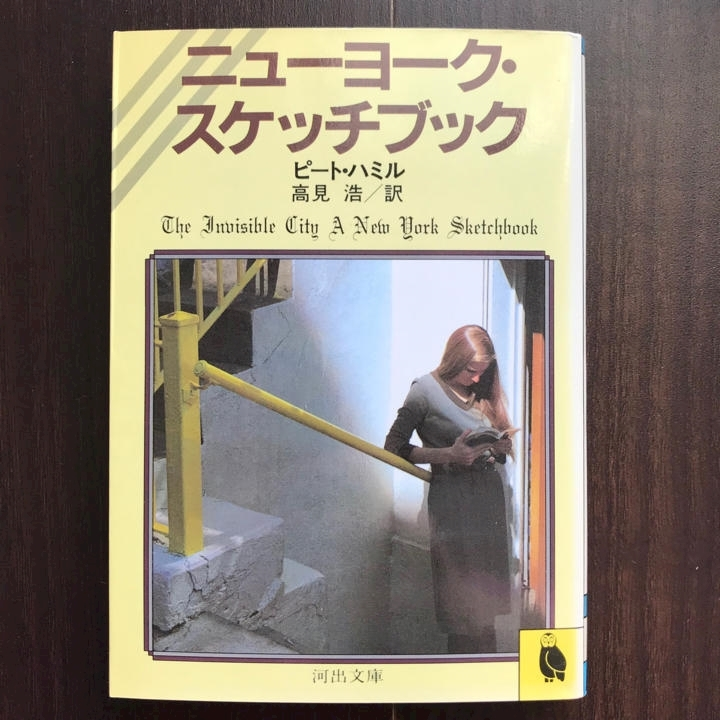 ニューヨーク・
スケッチブック
ピート・ハミル
高見 浩／訳
The Invisible City A New York Sketchbook
河出文庫